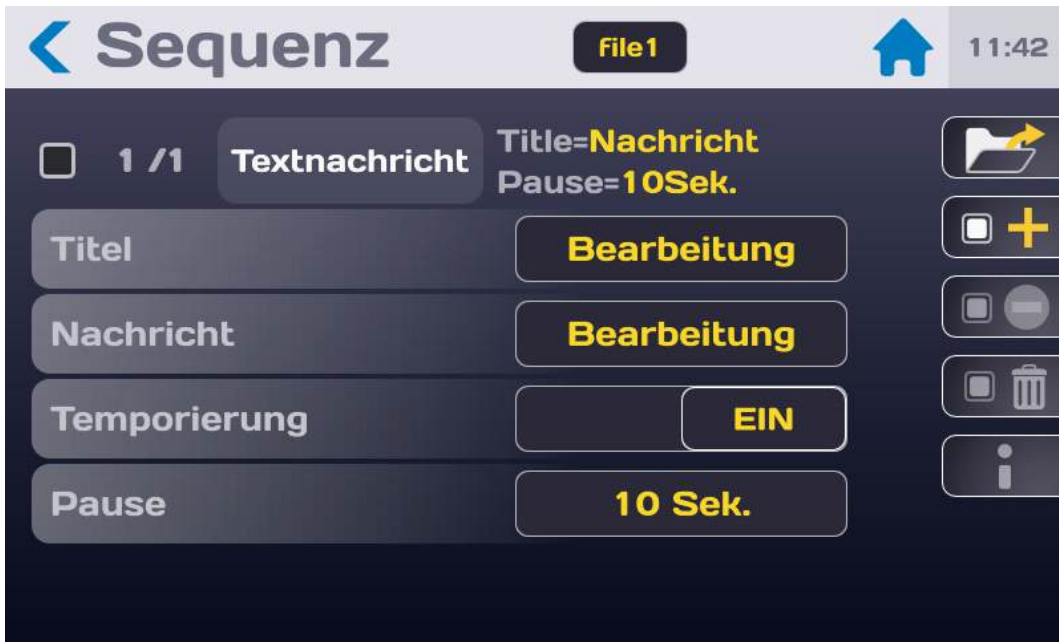 Sequenz File1 11:42
1 /1 Textnachricht Title=Nachricht
Pause=10Sek.
Titel Bearbeitung
Nachricht Bearbeitung
Temporierung EIN
Pause 10 Sek.